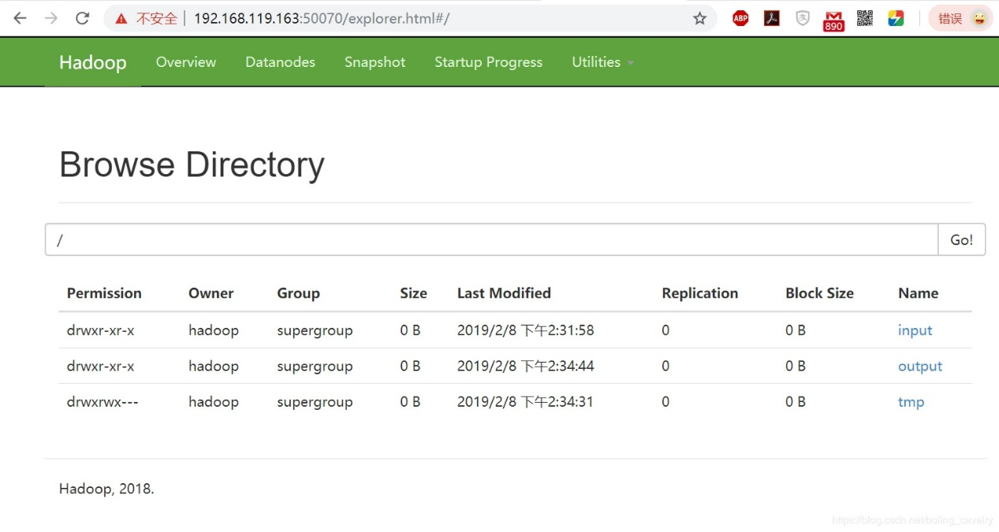 不安全 192.168.119.163:50070/explorer.html#/ ABP 890 错误
Hadoop Overview Datanodes Snapshot Startup Progress Utilities
Browse Directory
/ Go!
Permission Owner Group Size Last Modified Replication Block Size Name
drwxr-xr-x hadoop supergroup 0 B 2019/2/8 下午2:31:58 0 0 B input
drwxr-xr-x hadoop supergroup 0 B 2019/2/8 下午2:34:44 0 0 B output
drwxrwx--- hadoop supergroup 0 B 2019/2/8 下午2:34:31 0 0 B tmp
Hadoop, 2018.
https://blog.csdn.net/boling_cavalry